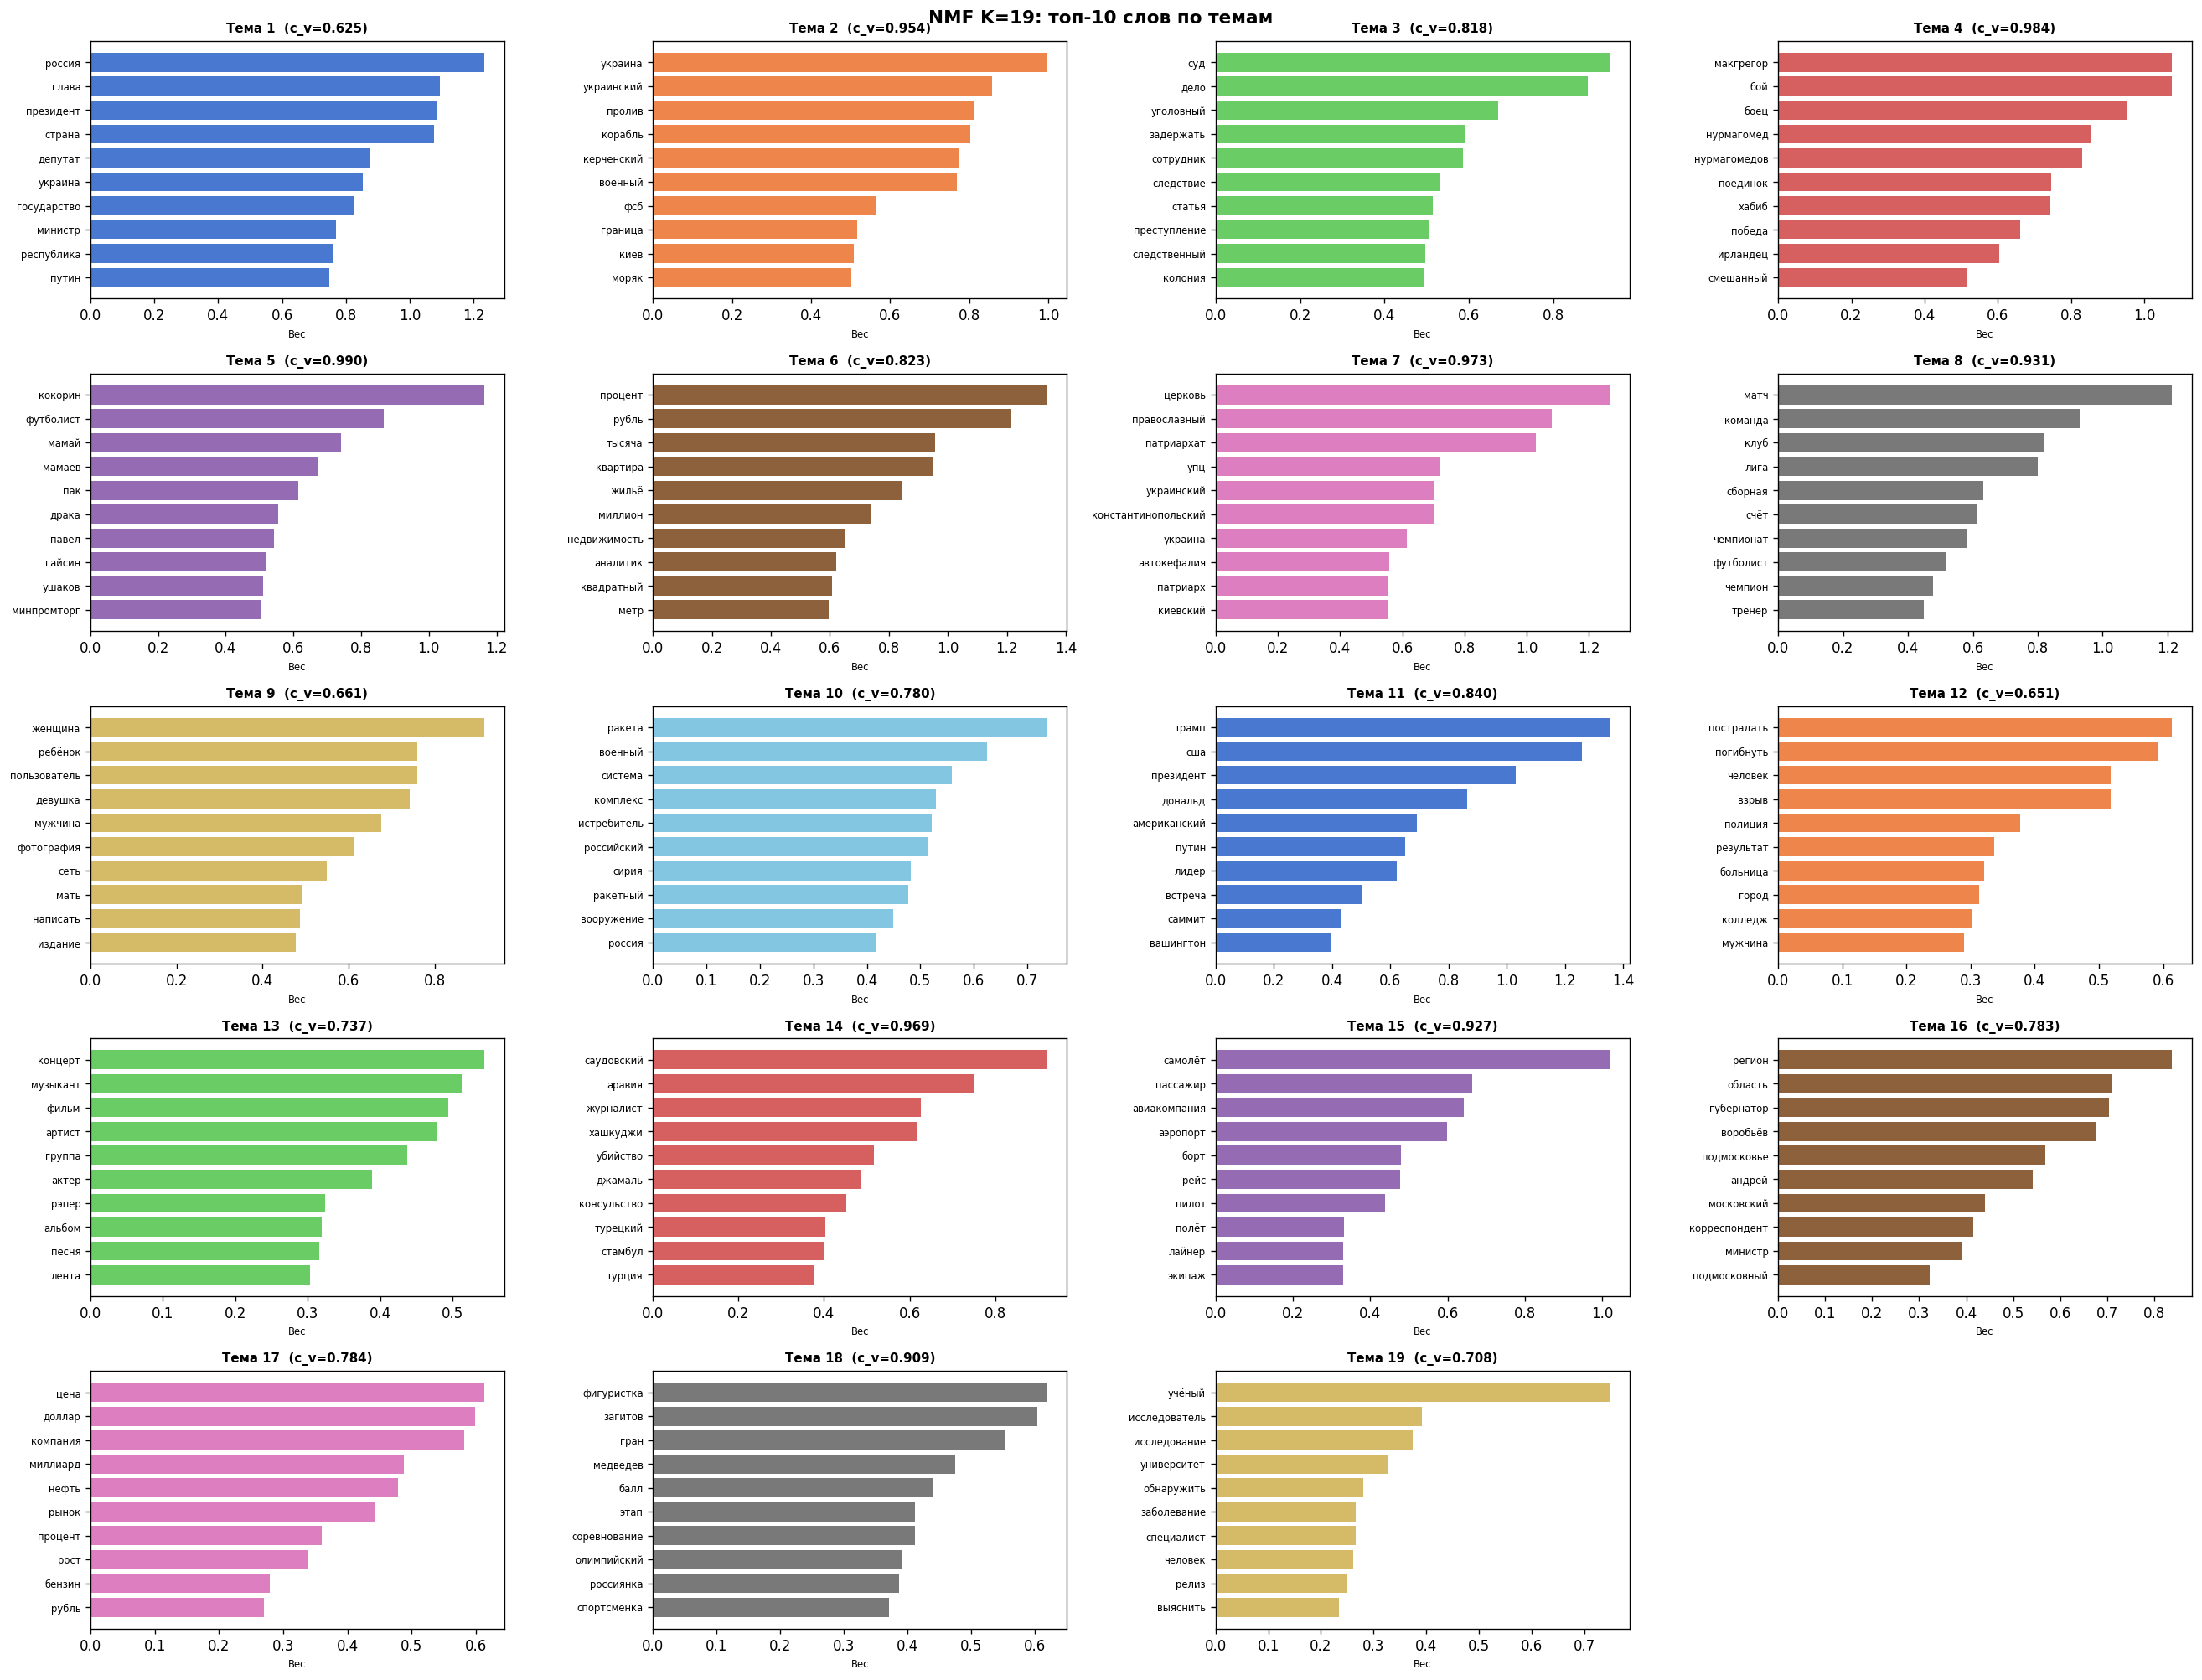 NMF K=19: топ-10 слов по темам
Тема 1 (c_v=0.625)
россия
глава
президент
страна
депутат
украина
государство
министр
республика
путин
0.0 0.2 0.4 0.6 0.8 1.0 1.2
Вес
Тема 2 (c_v=0.954)
украина
украинский
пролив
корабль
керченский
военный
фсб
граница
киев
моряк
0.0 0.2 0.4 0.6 0.8 1.0
Вес
Тема 3 (c_v=0.818)
суд
дело
уголовный
задержать
сотрудник
следствие
статья
преступление
следственный
колония
0.0 0.2 0.4 0.6 0.8
Вес
Тема 4 (c_v=0.984)
макгрегор
бой
боец
нурмагомед
нурмагомедов
поединок
хабиб
победа
ирландец
смешанный
0.0 0.2 0.4 0.6 0.8 1.0
Вес
Тема 5 (c_v=0.990)
кокорин
футболист
мамай
мамаев
пак
драка
павел
гайсин
ушаков
минпромторг
0.0 0.2 0.4 0.6 0.8 1.0 1.2
Вес
Тема 6 (c_v=0.823)
процент
рубль
тысяча
квартира
жильё
миллион
недвижимость
аналитик
квадратный
метр
0.0 0.2 0.4 0.6 0.8 1.0 1.2 1.4
Вес
Тема 7 (c_v=0.973)
церковь
православный
патриархат
упц
украинский
константинопольский
украина
автокефалия
патриарх
киевский
0.0 0.2 0.4 0.6 0.8 1.0 1.2
Вес
Тема 8 (c_v=0.931)
матч
команда
клуб
лига
сборная
счёт
чемпионат
футболист
чемпион
тренер
0.0 0.2 0.4 0.6 0.8 1.0 1.2
Вес
Тема 9 (c_v=0.661)
женщина
ребёнок
пользователь
девушка
мужчина
фотография
сеть
мать
написать
издание
0.0 0.2 0.4 0.6 0.8
Вес
Тема 10 (c_v=0.780)
ракета
военный
система
комплекс
истребитель
российский
сирия
ракетный
вооружение
россия
0.0 0.1 0.2 0.3 0.4 0.5 0.6 0.7
Вес
Тема 11 (c_v=0.840)
трамп
сша
президент
дональд
американский
путин
лидер
встреча
саммит
вашингтон
0.0 0.2 0.4 0.6 0.8 1.0 1.2 1.4
Вес
Тема 12 (c_v=0.651)
пострадать
погибнуть
человек
взрыв
полиция
результат
больница
город
колледж
мужчина
0.0 0.1 0.2 0.3 0.4 0.5 0.6
Вес
Тема 13 (c_v=0.737)
концерт
музыкант
фильм
артист
группа
актёр
рэпер
альбом
песня
лента
0.0 0.1 0.2 0.3 0.4 0.5
Вес
Тема 14 (c_v=0.969)
саудовский
аравия
журналист
хашкуджи
убийство
джамаль
консульство
турецкий
стамбул
турция
0.0 0.2 0.4 0.6 0.8
Вес
Тема 15 (c_v=0.927)
самолёт
пассажир
авиакомпания
аэропорт
борт
рейс
пилот
полёт
лайнер
экипаж
0.0 0.2 0.4 0.6 0.8 1.0
Вес
Тема 16 (c_v=0.783)
регион
область
губернатор
воробьёв
подмосковье
андрей
московский
корреспондент
министр
подмосковный
0.0 0.1 0.2 0.3 0.4 0.5 0.6 0.7 0.8
Вес
Тема 17 (c_v=0.784)
цена
доллар
компания
миллиард
нефть
рынок
процент
рост
бензин
рубль
0.0 0.1 0.2 0.3 0.4 0.5 0.6
Вес
Тема 18 (c_v=0.909)
фигуристка
загитов
гран
медведев
балл
этап
соревнование
олимпийский
россиянка
спортсменка
0.0 0.1 0.2 0.3 0.4 0.5 0.6
Вес
Тема 19 (c_v=0.708)
учёный
исследователь
исследование
университет
обнаружить
заболевание
специалист
человек
релиз
выяснить
0.0 0.1 0.2 0.3 0.4 0.5 0.6 0.7
Вес